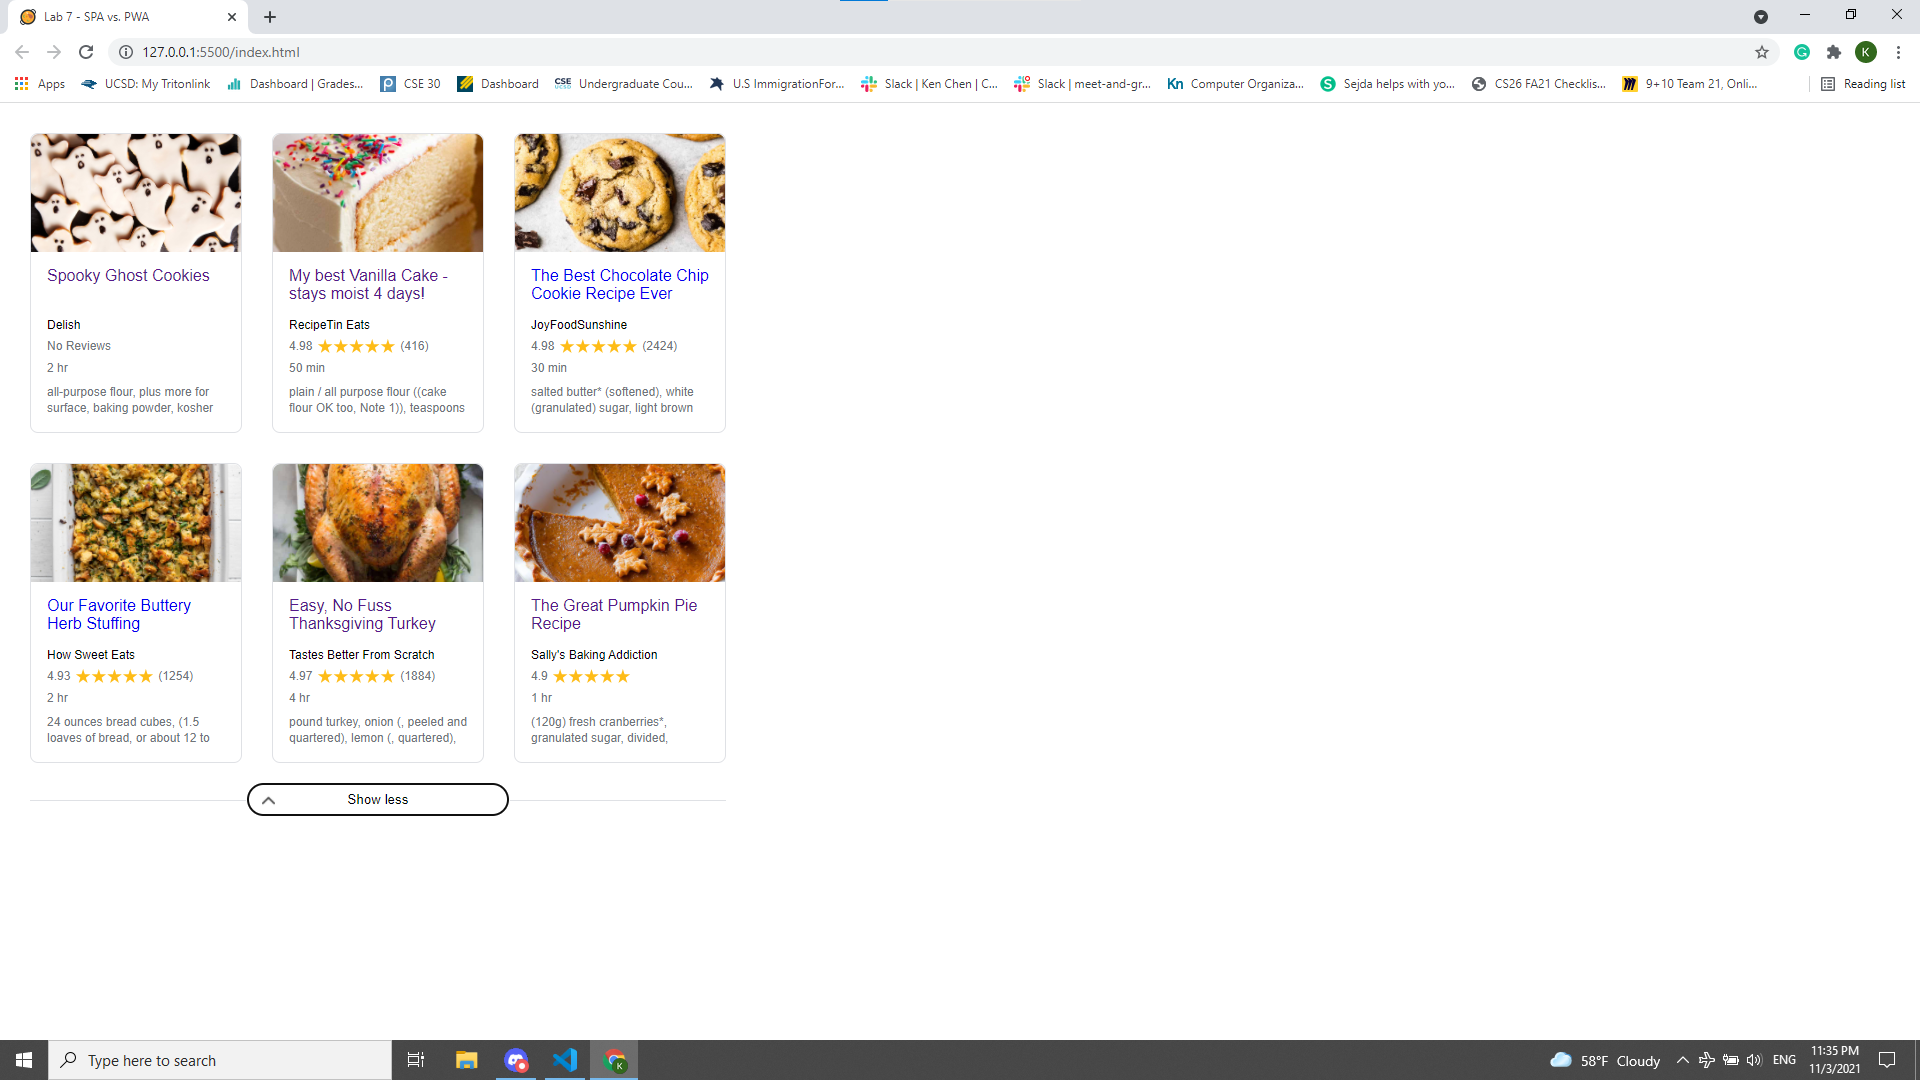 Lab 7 - SPA vs. PWA
127.0.0.1:5500/index.html
K
Apps
UCSD: My Tritonlink
Dashboard | Grades...
CSE 30
Dashboard
CSE
UCSD
Undergraduate Cou...
U.S ImmigrationFor...
Slack | Ken Chen | C...
Slack | meet-and-gr...
Kn
Computer Organiza...
S
Sejda helps with yo...
CS26 FA21 Checklis...
9+10 Team 21, Onli...
Reading list
Spooky Ghost Cookies
Delish
No Reviews
2 hr
all-purpose flour, plus more for
surface, baking powder, kosher
My best Vanilla Cake -
stays moist 4 days!
RecipeTin Eats
4.98 (416)
50 min
plain / all purpose flour ((cake
flour OK too, Note 1)), teaspoons
The Best Chocolate Chip
Cookie Recipe Ever
JoyFoodSunshine
4.98 (2424)
30 min
salted butter* (softened), white
(granulated) sugar, light brown
Our Favorite Buttery
Herb Stuffing
How Sweet Eats
4.93 (1254)
2 hr
24 ounces bread cubes, (1.5
loaves of bread, or about 12 to
Easy, No Fuss
Thanksgiving Turkey
Tastes Better From Scratch
4.97 (1884)
4 hr
pound turkey, onion (, peeled and
quartered), lemon (, quartered),
The Great Pumpkin Pie
Recipe
Sally's Baking Addiction
4.9
1 hr
(120g) fresh cranberries*,
granulated sugar, divided,
Show less
Type here to search
K
58°F Cloudy
ENG
11:35 PM
11/3/2021